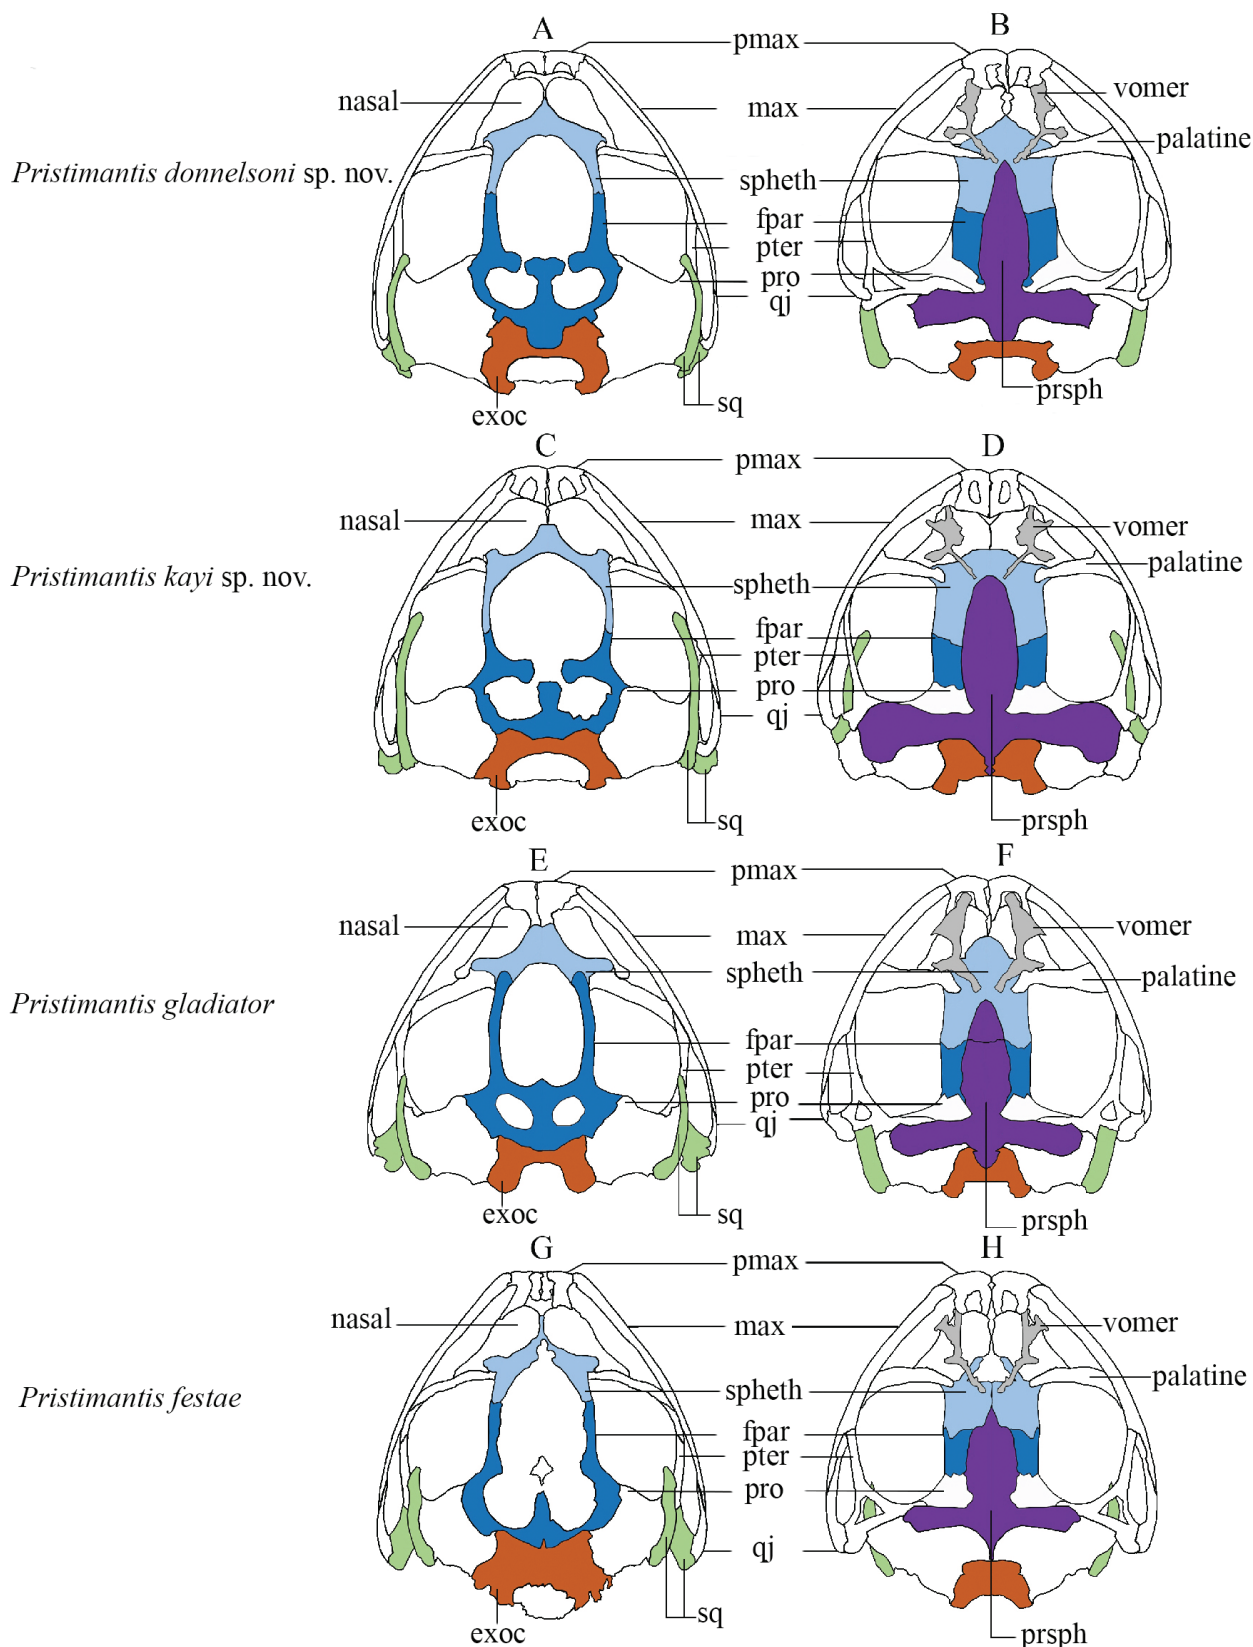 A
B
pmax
nasal
max
vomer
palatine
Pristimantis donnelsoni sp. nov.
spheth
fpar
pter
pro
qj
prsph
exoc
sq
C
D
pmax
nasal
max
vomer
palatine
Pristimantis kayi sp. nov.
spheth
fpar
pter
pro
qj
exoc
sq
prsph
E
F
pmax
nasal
max
vomer
spheth
palatine
Pristimantis gladiator
fpar
pter
pro
qj
exoc
sq
prsph
G
H
pmax
nasal
max
vomer
palatine
Pristimantis festae
spheth
fpar
pter
pro
qj
exoc
sq
prsph